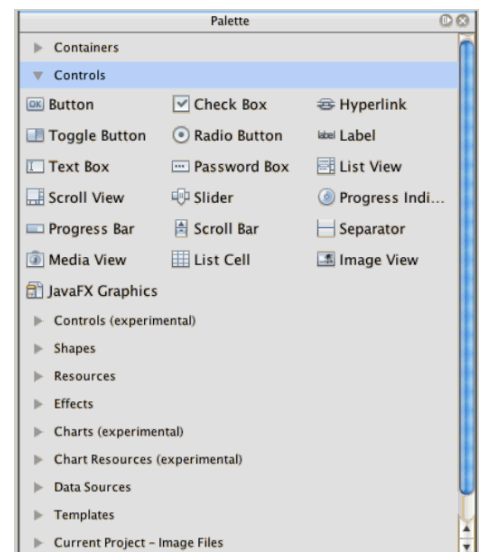 Palette
Containers
Controls
OK Button Check Box Hyperlink
Toggle Button Radio Button label Label
Text Box Password Box List View
Scroll View Slider Progress Indi...
Progress Bar Scroll Bar Separator
Media View List Cell Image View
JavaFX Graphics
Controls (experimental)
Shapes
Resources
Effects
Charts (experimental)
Chart Resources (experimental)
Data Sources
Templates
Current Project – Image Files